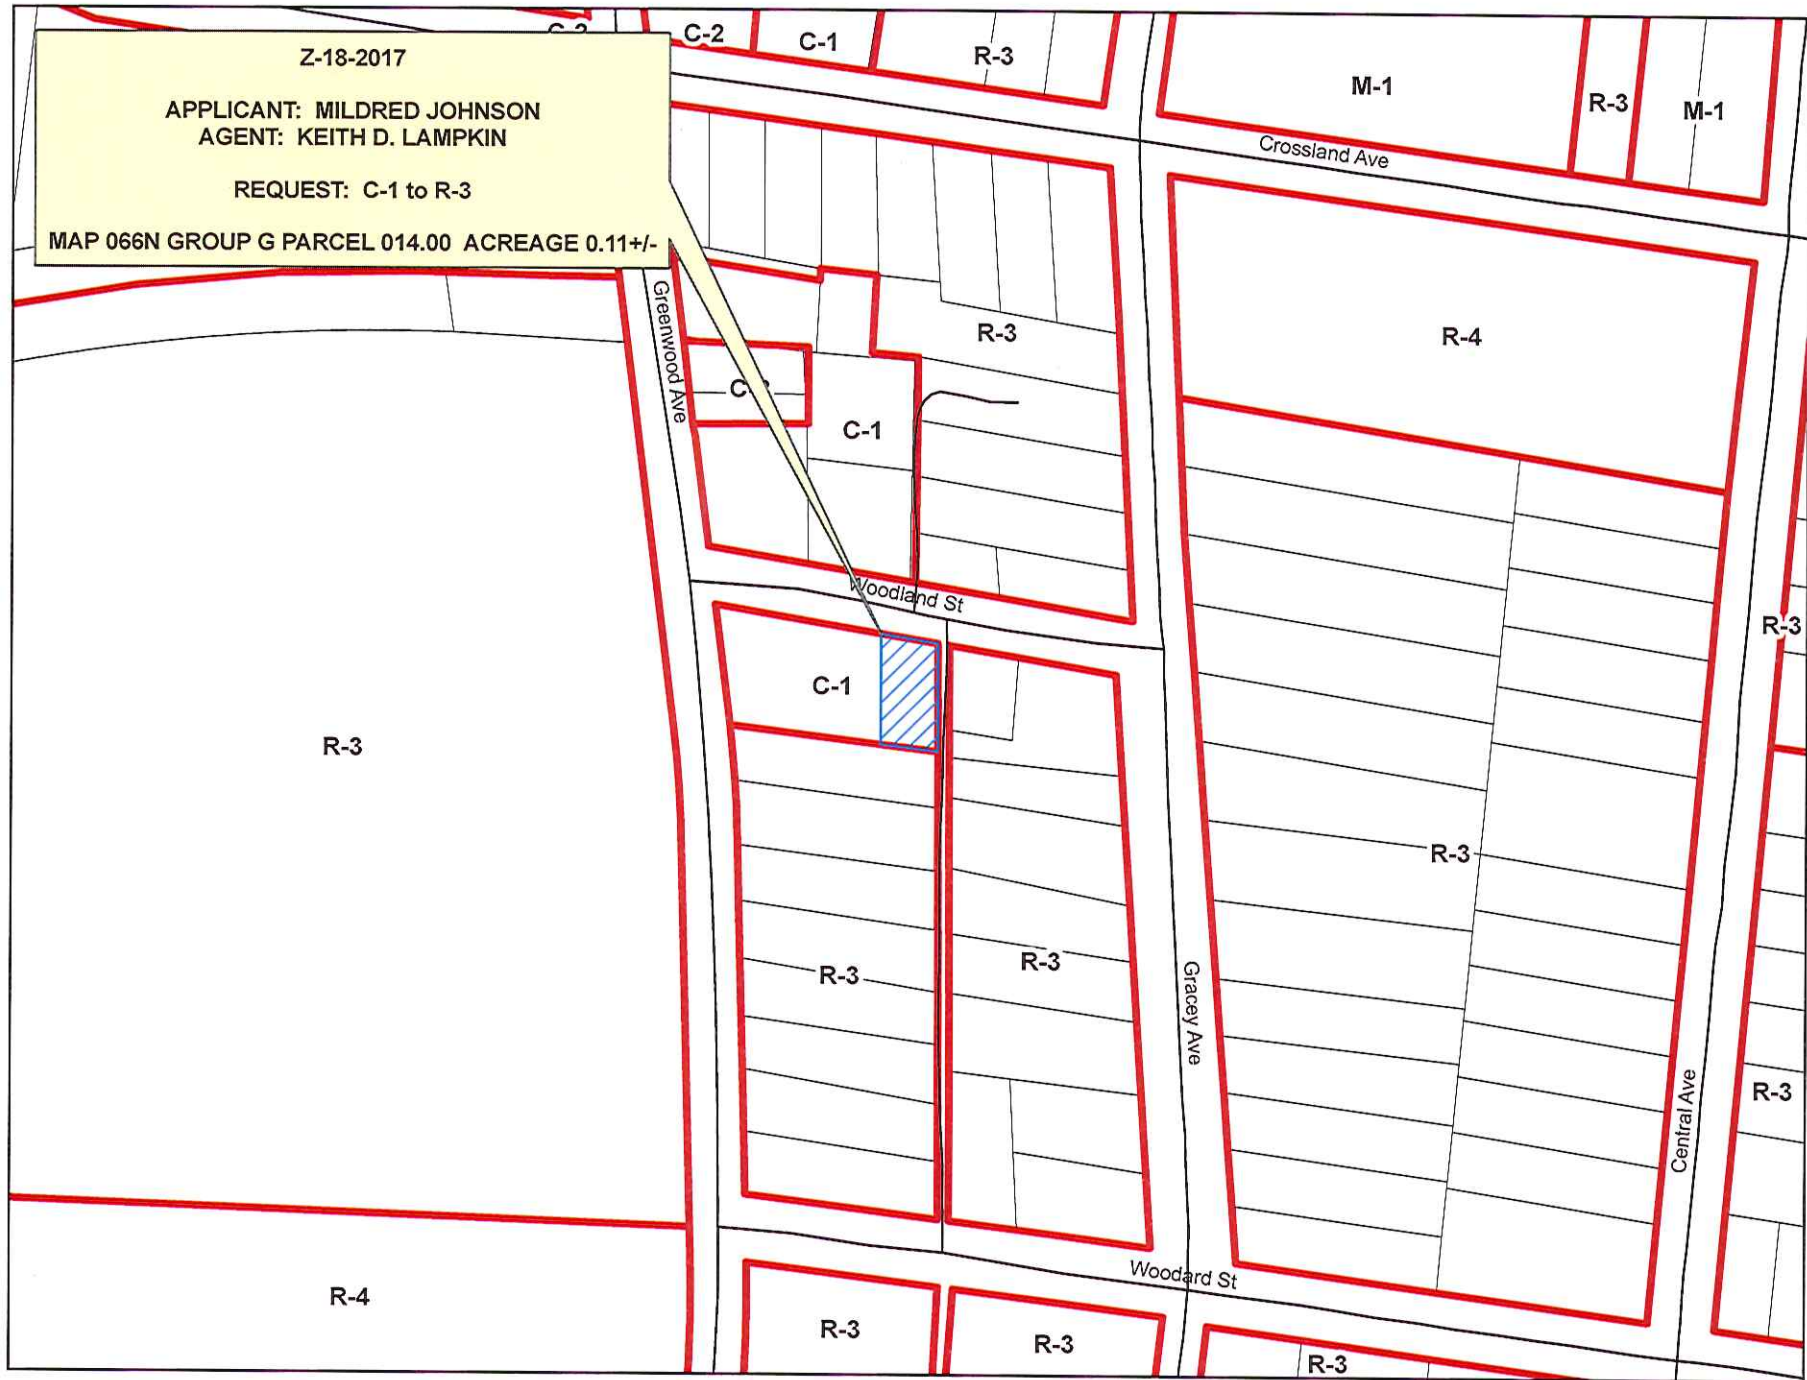 C-2
C-1
R-3
M-1
R-3
M-1
Z-18-2017
APPLICANT: MILDRED JOHNSON
AGENT: KEITH D. LAMPKIN
REQUEST: C-1 to R-3
MAP 066N GROUP G PARCEL 014.00 ACREAGE 0.11+/-
Crossland Ave
Greenwood Ave
R-3
R-4
C-1
Woodland St
R-3
C-1
R-3
R-3
R-3
R-3
Gracey Ave
Central Ave
R-3
Woodard St
R-4
R-3
R-3
R-3